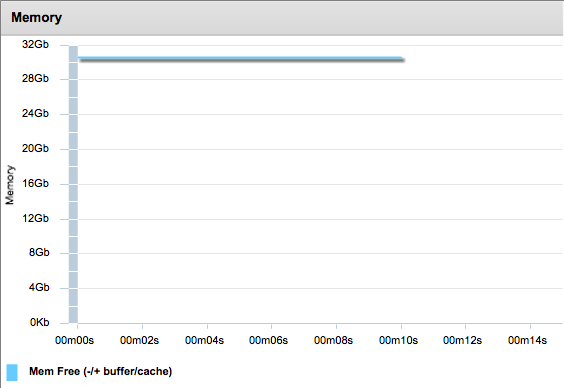 Memory
32Gb
28Gb
24Gb
20Gb
16Gb
12Gb
8Gb
4Gb
0Kb
Memory
00m00s 00m02s 00m04s 00m06s 00m08s 00m10s 00m12s 00m14s
Mem Free (-/+ buffer/cache)